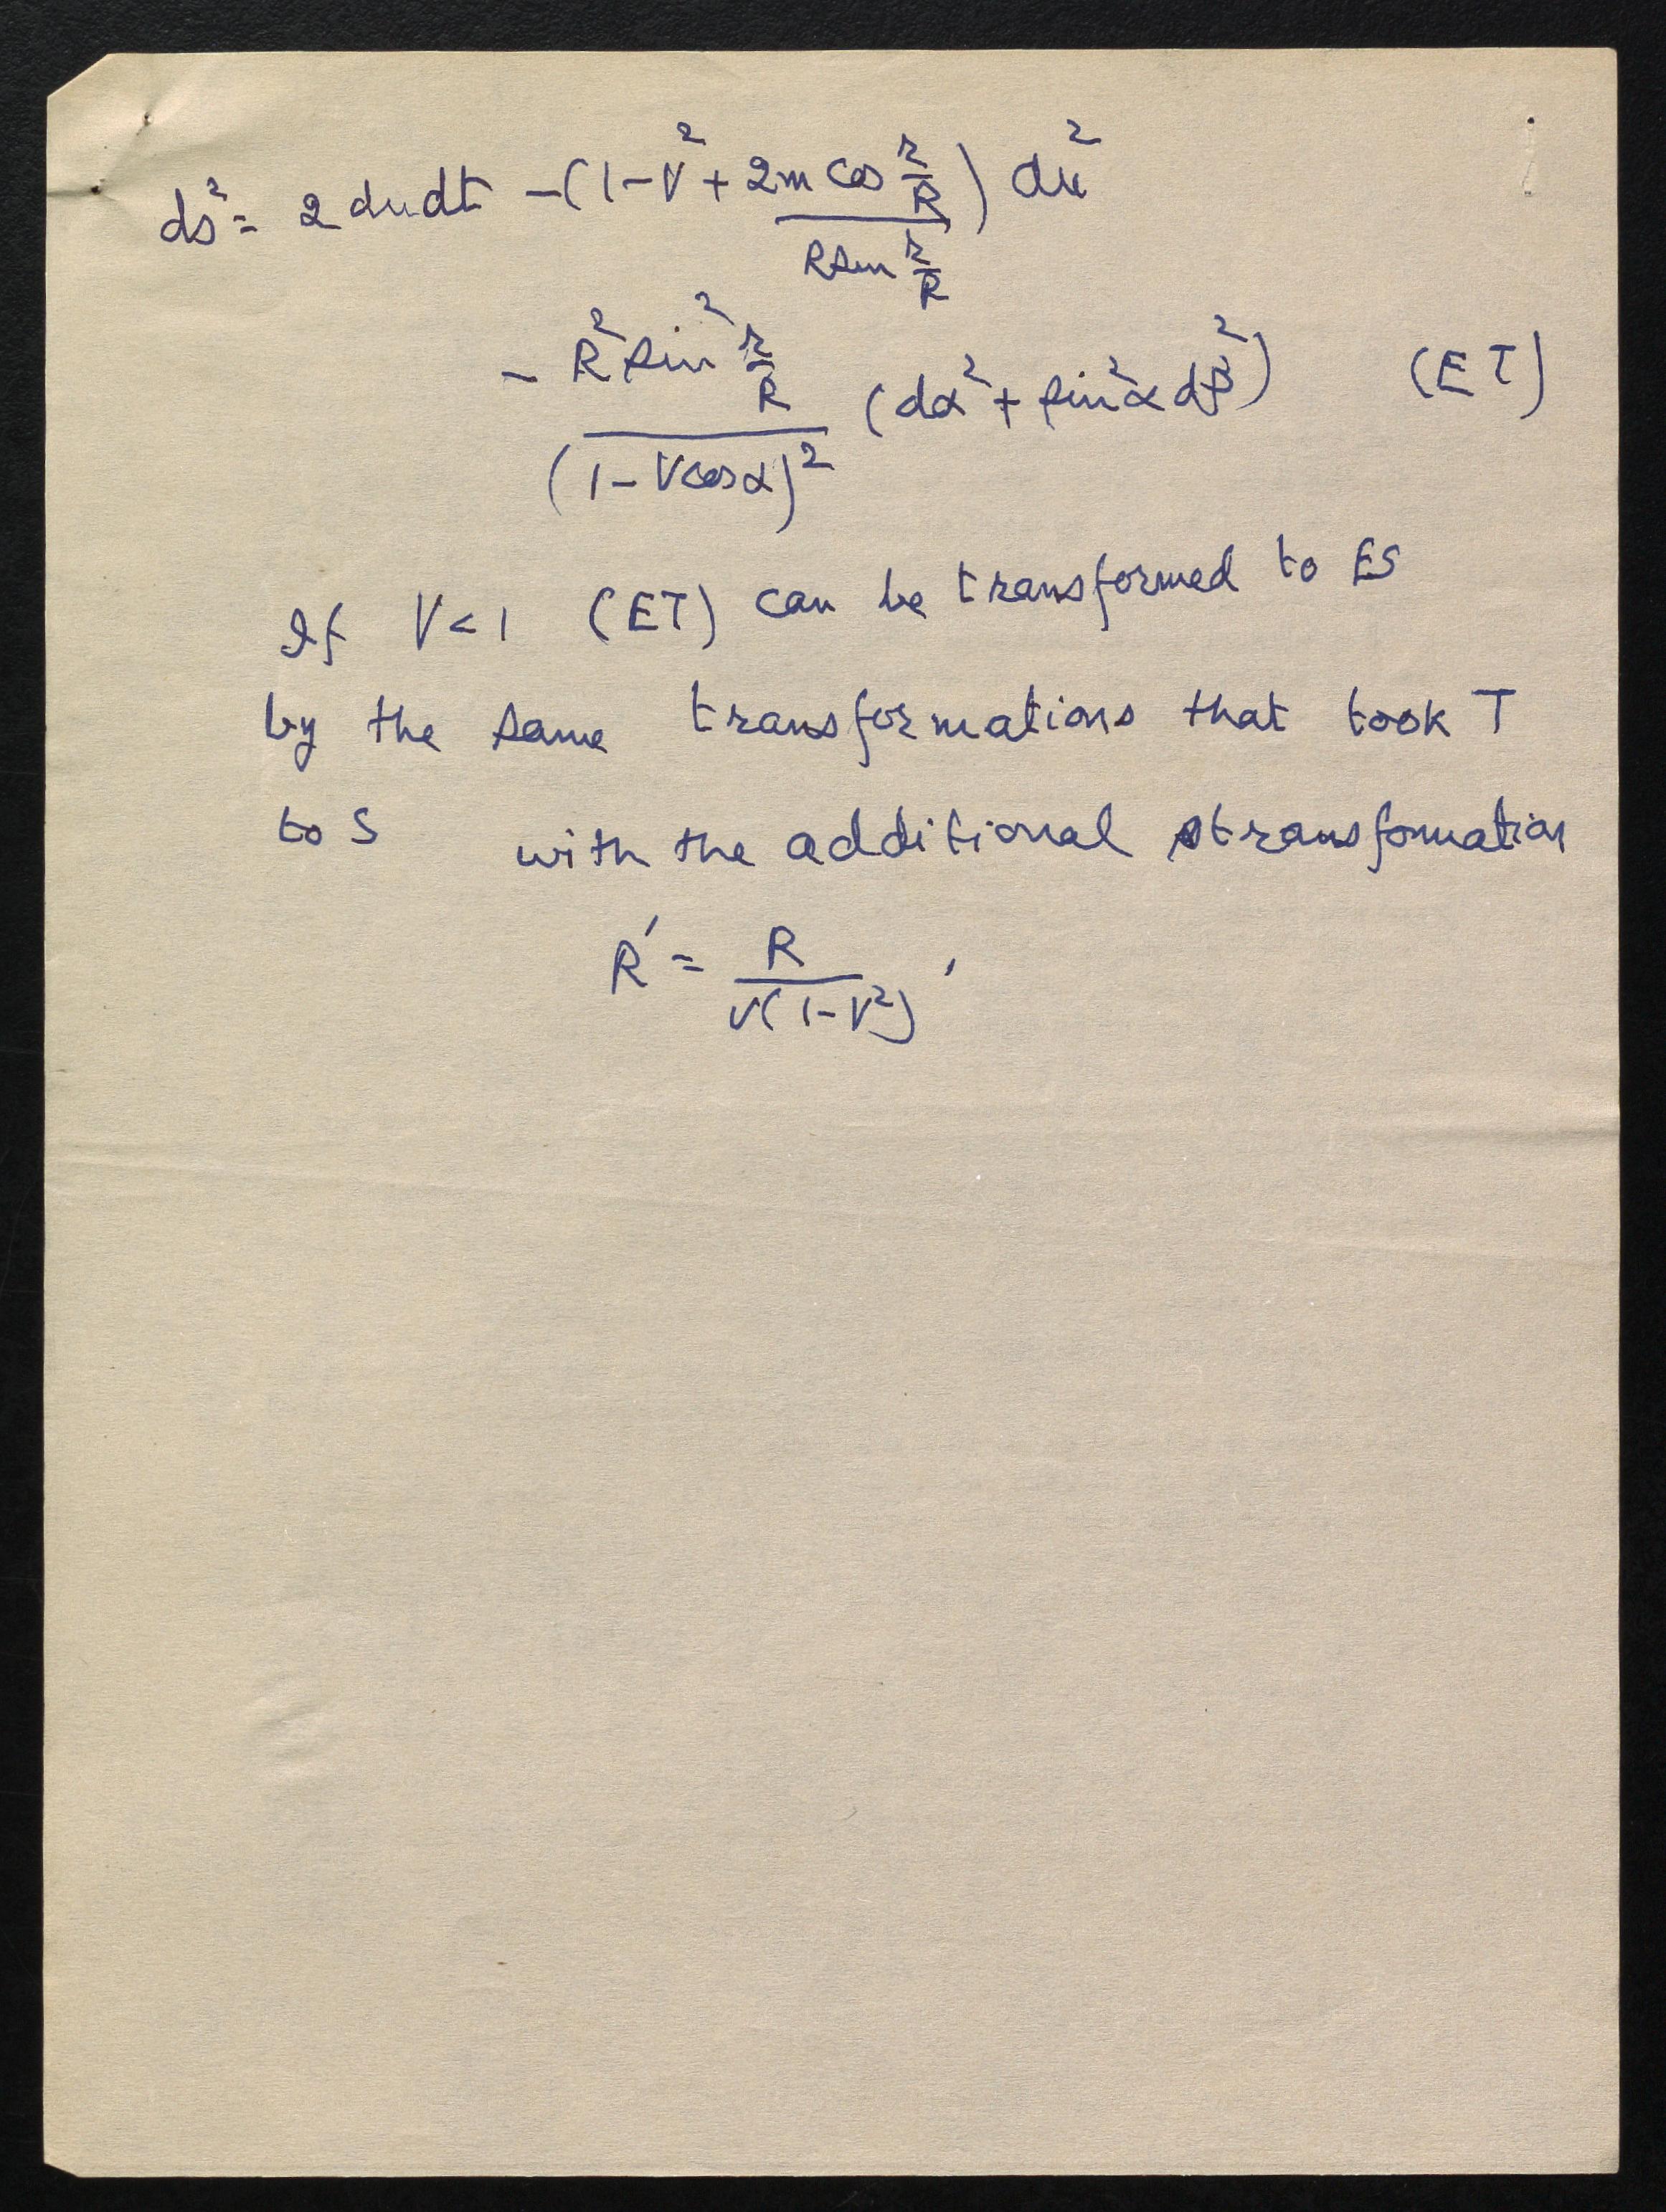 ds² = 2 du dt - (1 - V² + 2m cos r/R / R sin r/R) du²
- R² sin² r/R / (1 - V cos α)² (dα² + sin²α dβ²) (ET)
If V < 1 (ET) can be transformed to ES
by the same transformations that took T
to S with the additional transformation
R' = R / √(1 - V²) ,